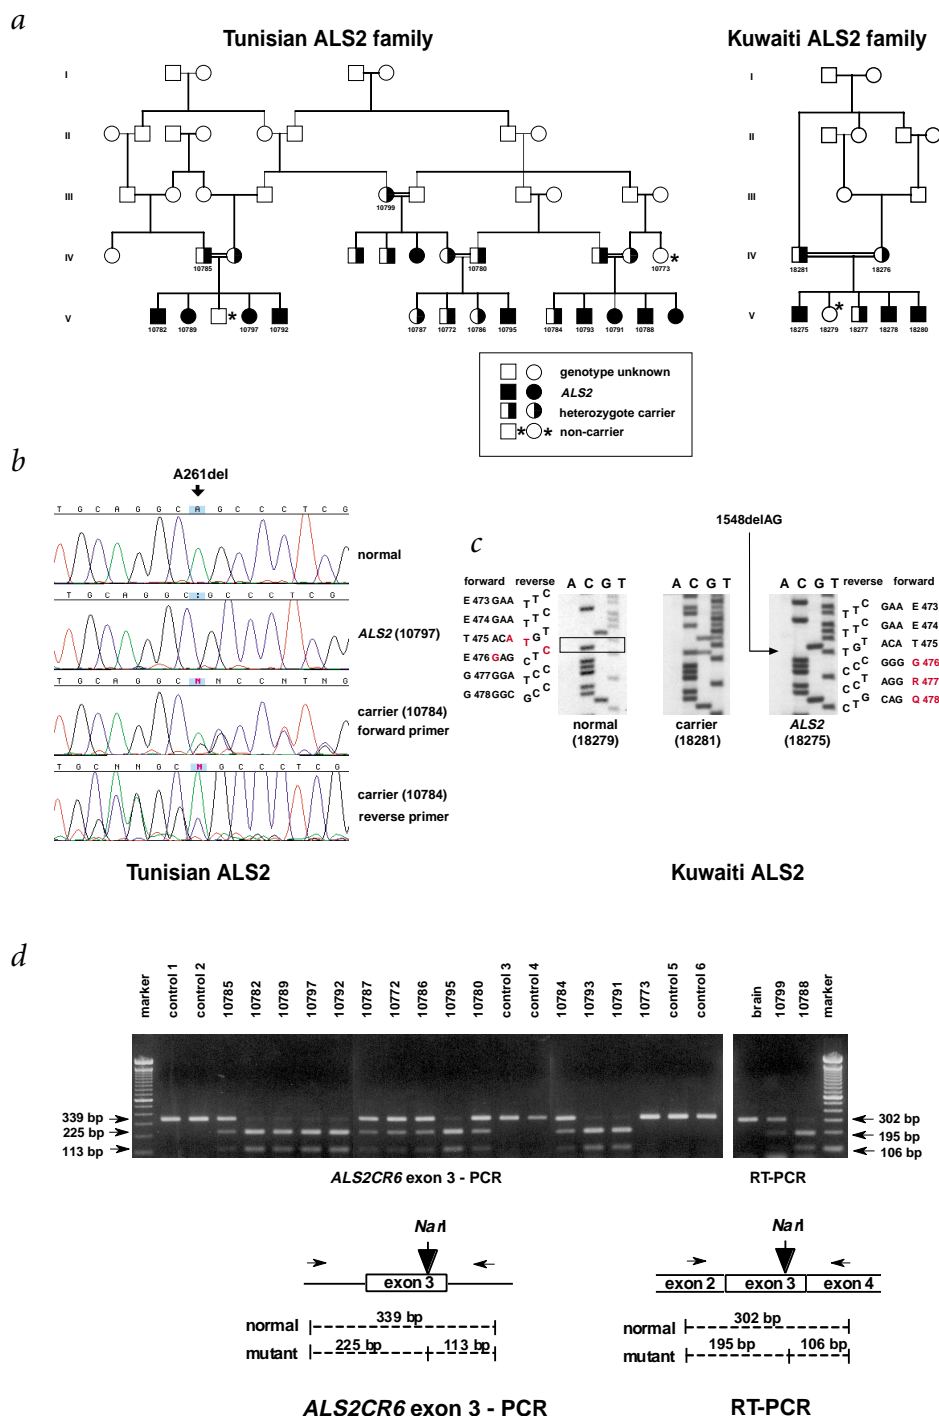 a
Tunisian ALS2 family
Kuwaiti ALS2 family
I
I
II
II
III
10799
III
IV
10785
10780
10773
*
IV
18281
18276
V
10782
10789
*
10797
10792
10787
10772
10786
10795
10784
10793
10791
10788
V
18275
18279
*
18277
18278
18280
genotype unknown
ALS2
heterozygote carrier
* * non-carrier
b
A261del
T G C A G G C A G C C C T C G
normal
T G C A G G C : G C C C T C G
ALS2 (10797)
T G C A G G C N N C C N T N G
carrier (10784)
forward primer
T G C N N G C N G C C C T C G
carrier (10784)
reverse primer
Tunisian ALS2
c
1548delAG
forward reverse A C G T
A C G T
A C G T reverse forward
E 473 GAA
E 474 GAA
T 475 ACA
E 476 GAG
G 477 GGA
G 478 GGC
C
T
T
C
T
T
T
G
T
C
T
C
C
C
C
G
GAA E 473
GAA E 474
ACA T 475
GGG G 476
AGG R 477
CAG Q 478
normal
(18279)
carrier
(18281)
ALS2
(18275)
Kuwaiti ALS2
d
marker
control 1
control 2
10785
10782
10789
10797
10792
10787
10772
10786
10795
10780
control 3
control 4
10784
10793
10791
10773
control 5
control 6
brain
10799
10788
marker
339 bp
225 bp
113 bp
302 bp
195 bp
106 bp
ALS2CR6 exon 3 - PCR
RT-PCR
NarI
exon 3
339 bp
normal
225 bp 113 bp
mutant
ALS2CR6 exon 3 - PCR
NarI
exon 2 exon 3 exon 4
302 bp
normal
195 bp 106 bp
mutant
RT-PCR